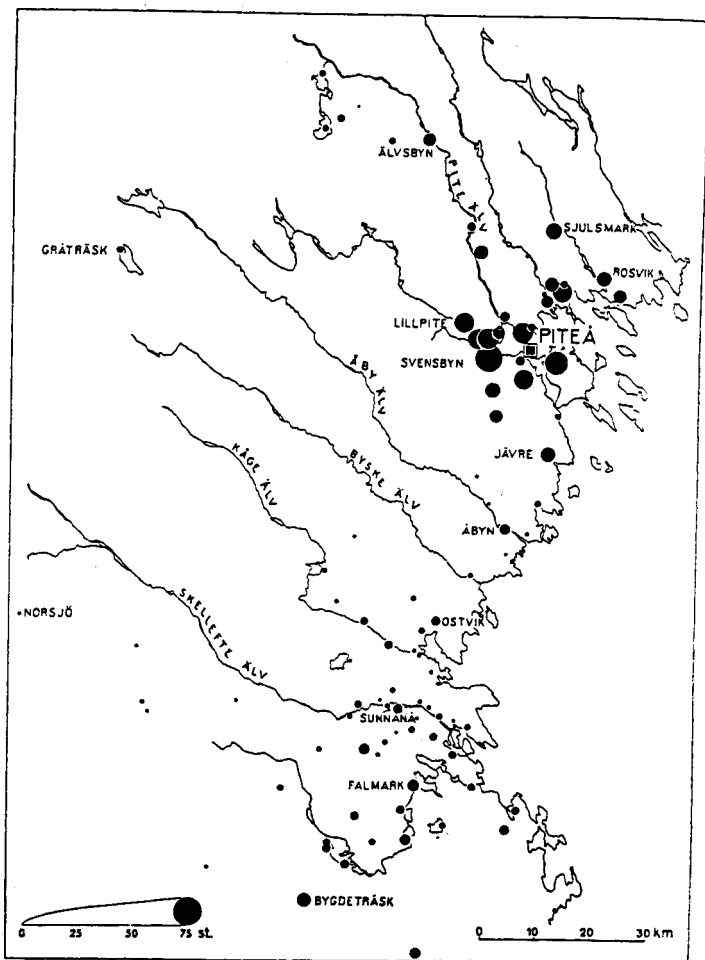 ÄLVSBYN
PITE ÄLV
SJULSMARK
GRÅTRÄSK
ROSVIK
LILLPITE
PITEÅ
SVENSBYN
ÅBY ÄLV
JÄVRE
BYSKE ÄLV
KÅGE ÄLV
ÅBYN
SKELLEFTE ÄLV
NORSJÖ
OSTVIK
SUNNANÅ
FALMARK
BYGDETRÄSK
0 25 50 75 st.
0 10 20 30 km